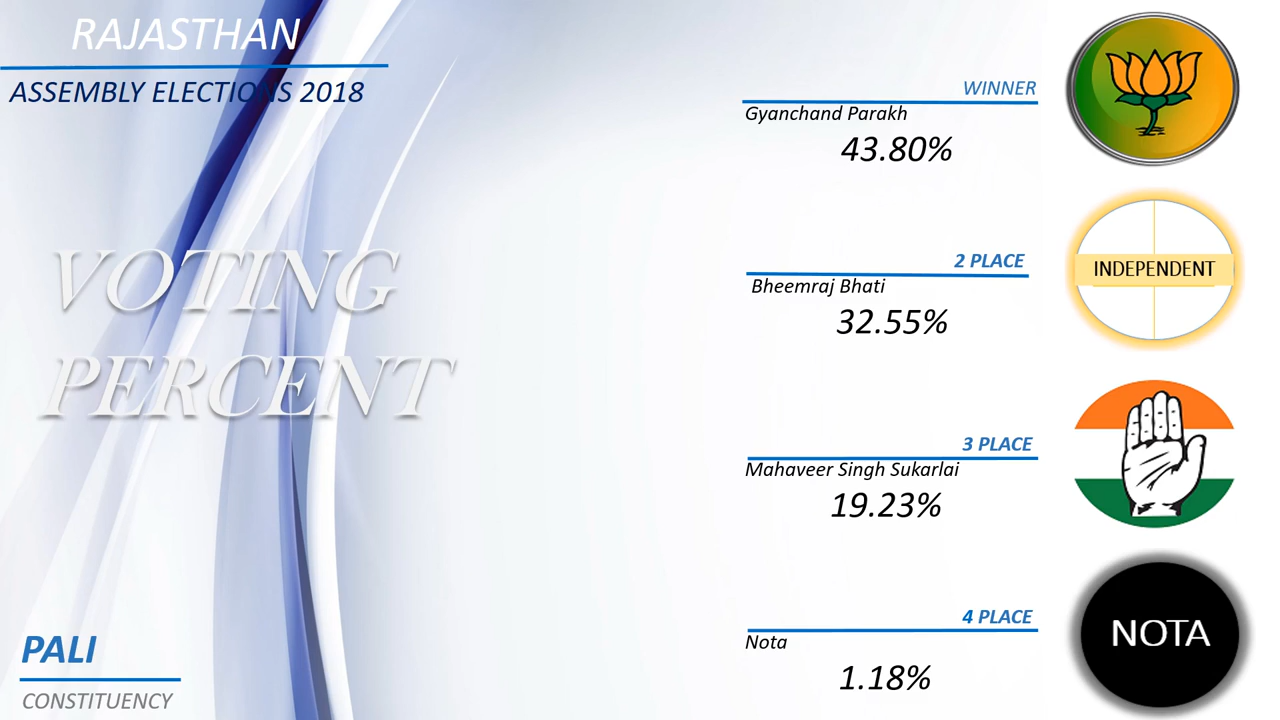 RAJASTHAN
ASSEMBLY ELECTIONS 2018
VOTING
PERCENT
PALI
CONSTITUENCY
WINNER
Gyanchand Parakh
43.80%
2 PLACE
Bheemraj Bhati
32.55%
INDEPENDENT
3 PLACE
Mahaveer Singh Sukarlai
19.23%
4 PLACE
Nota
1.18%
NOTA